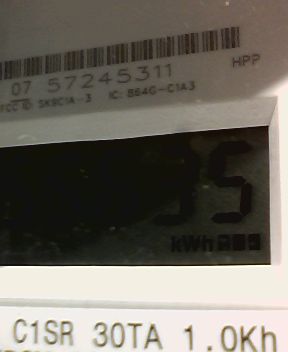 07 57245311 HPP
FCC ID SK9C1A-3 IC: 864G-C1A3
35
kWh
C1SR 30TA 1.0Kh